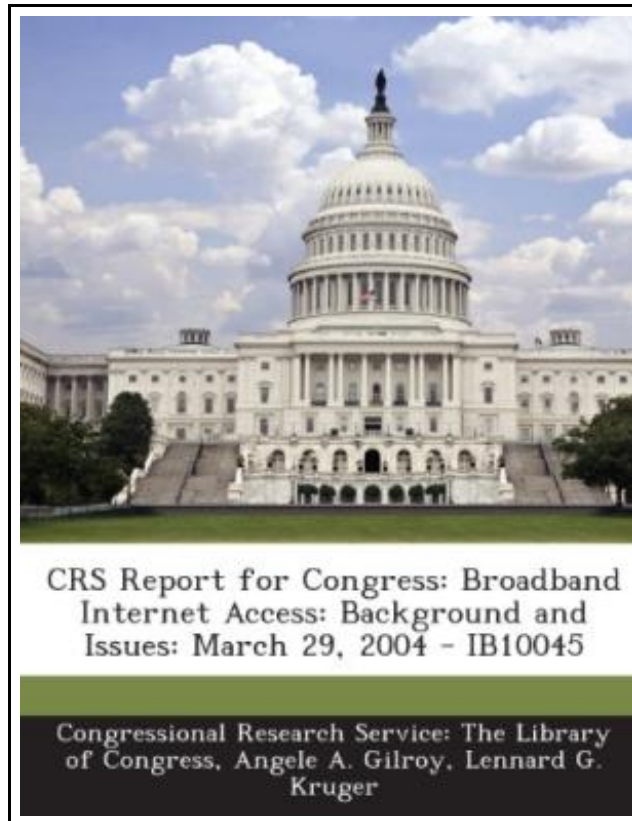 CRS Report for Congress: Broadband
Internet Access: Background and
Issues: March 29, 2004 - IB10045
Congressional Research Service: The Library
of Congress, Angele A. Gilroy, Lennard G.
Kruger